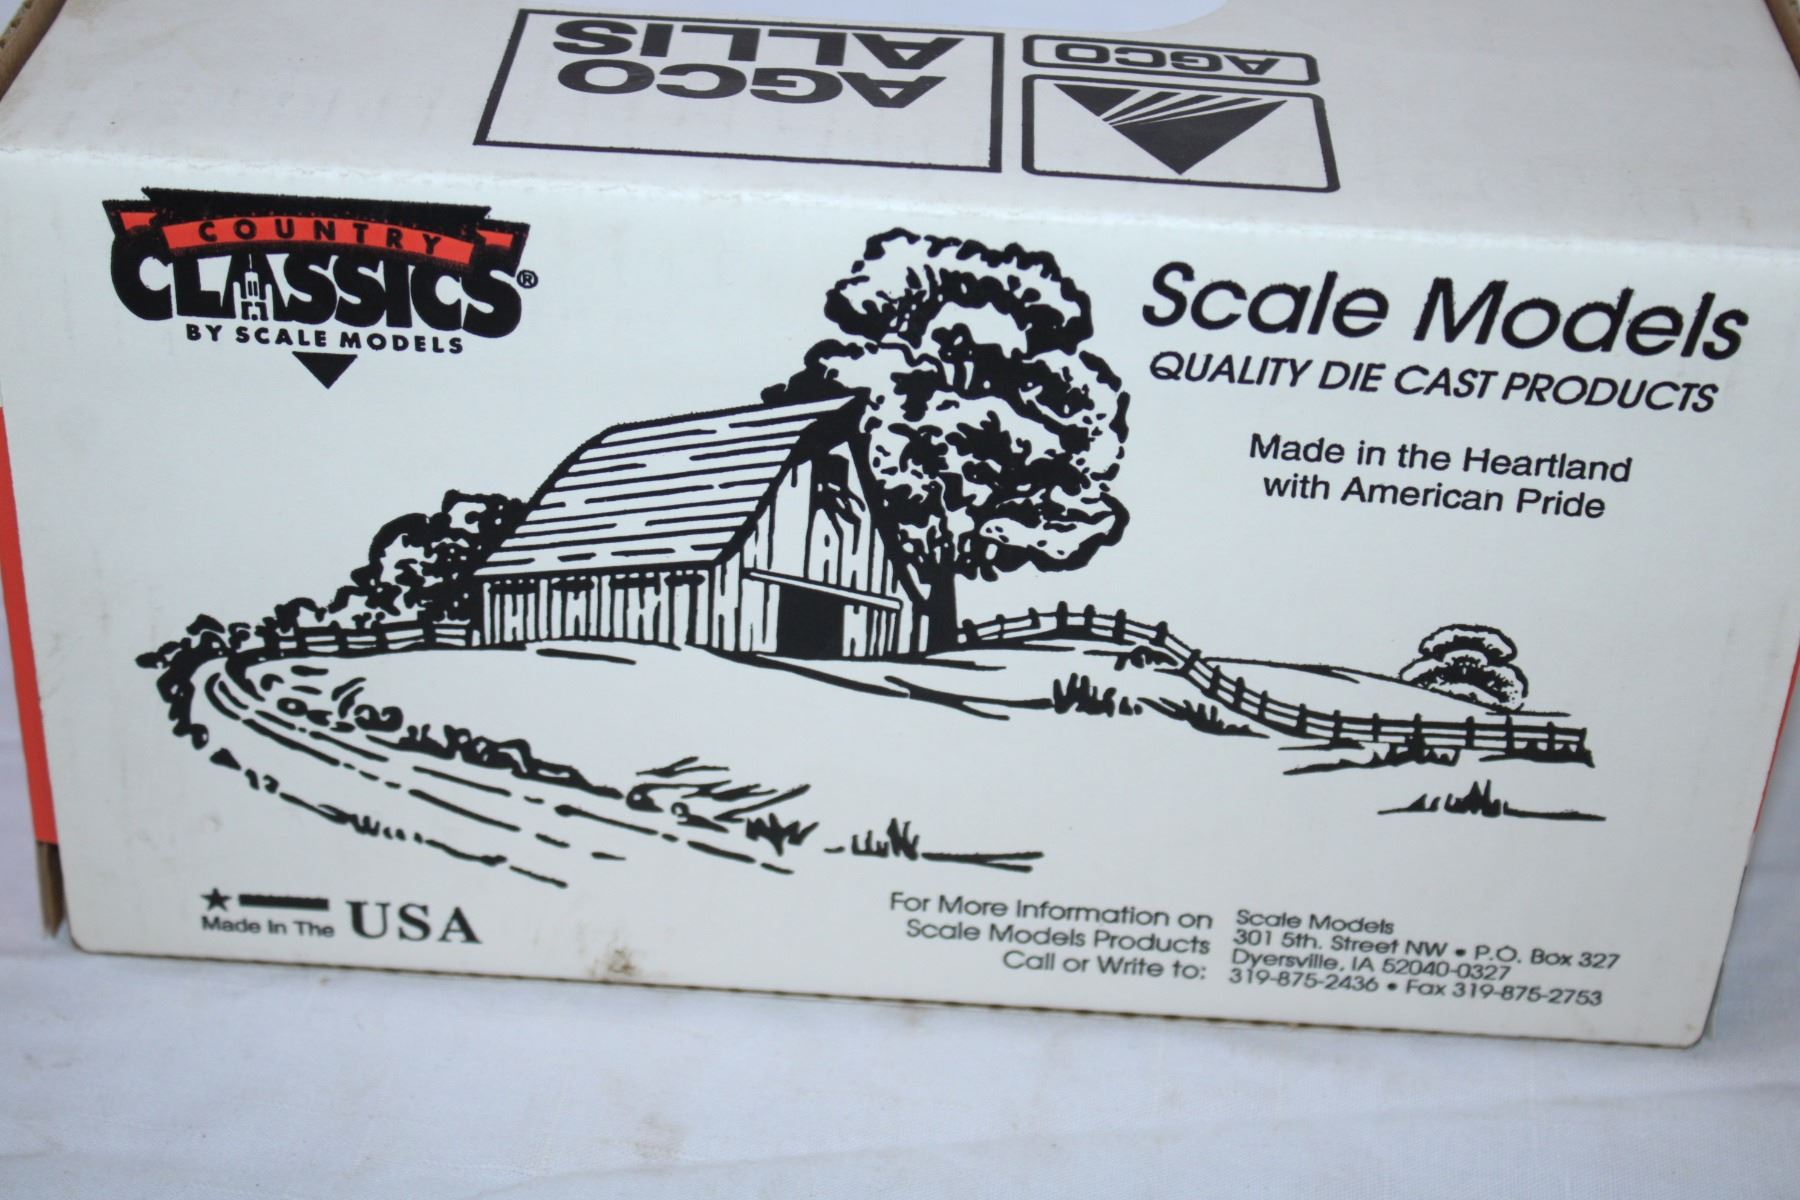 AGCO
ALLIS
AGCO
COUNTRY
CLASSICS®
BY SCALE MODELS
Scale Models
QUALITY DIE CAST PRODUCTS
Made in the Heartland
with American Pride
Made In The USA
For More Information on
Scale Models Products
Call or Write to:
Scale Models
301 5th. Street NW • P.O. Box 327
Dyersville, IA 52040-0327
319-875-2436 • Fax 319-875-2753